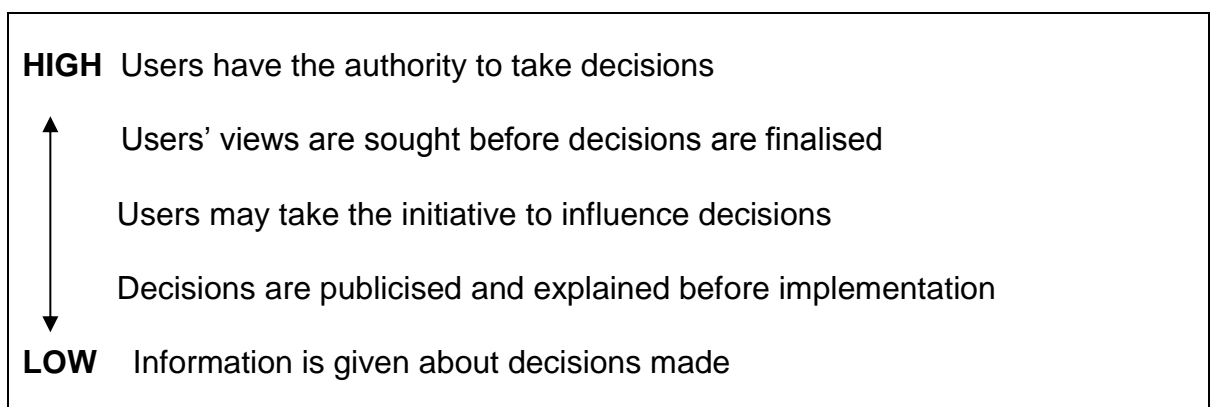 HIGH Users have the authority to take decisions
Users’ views are sought before decisions are finalised
Users may take the initiative to influence decisions
Decisions are publicised and explained before implementation
LOW Information is given about decisions made